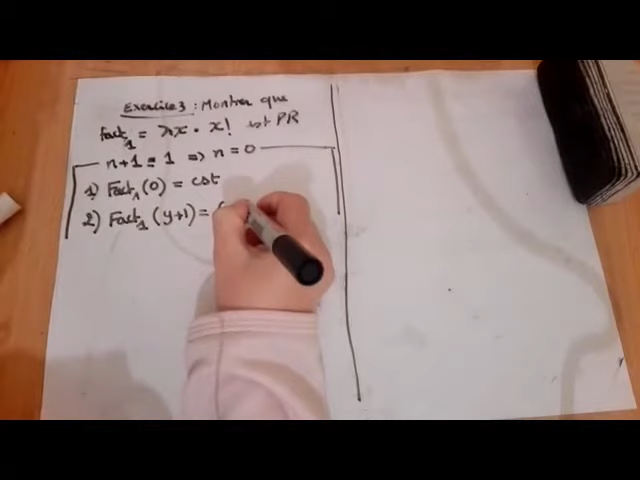 Exercice 3 : Montrer que
Fact₁ = λx • x! est PR
n+1 = 1 => n = 0
1) Fact₁ (0) = cst
2) Fact₁ (y+1) = (